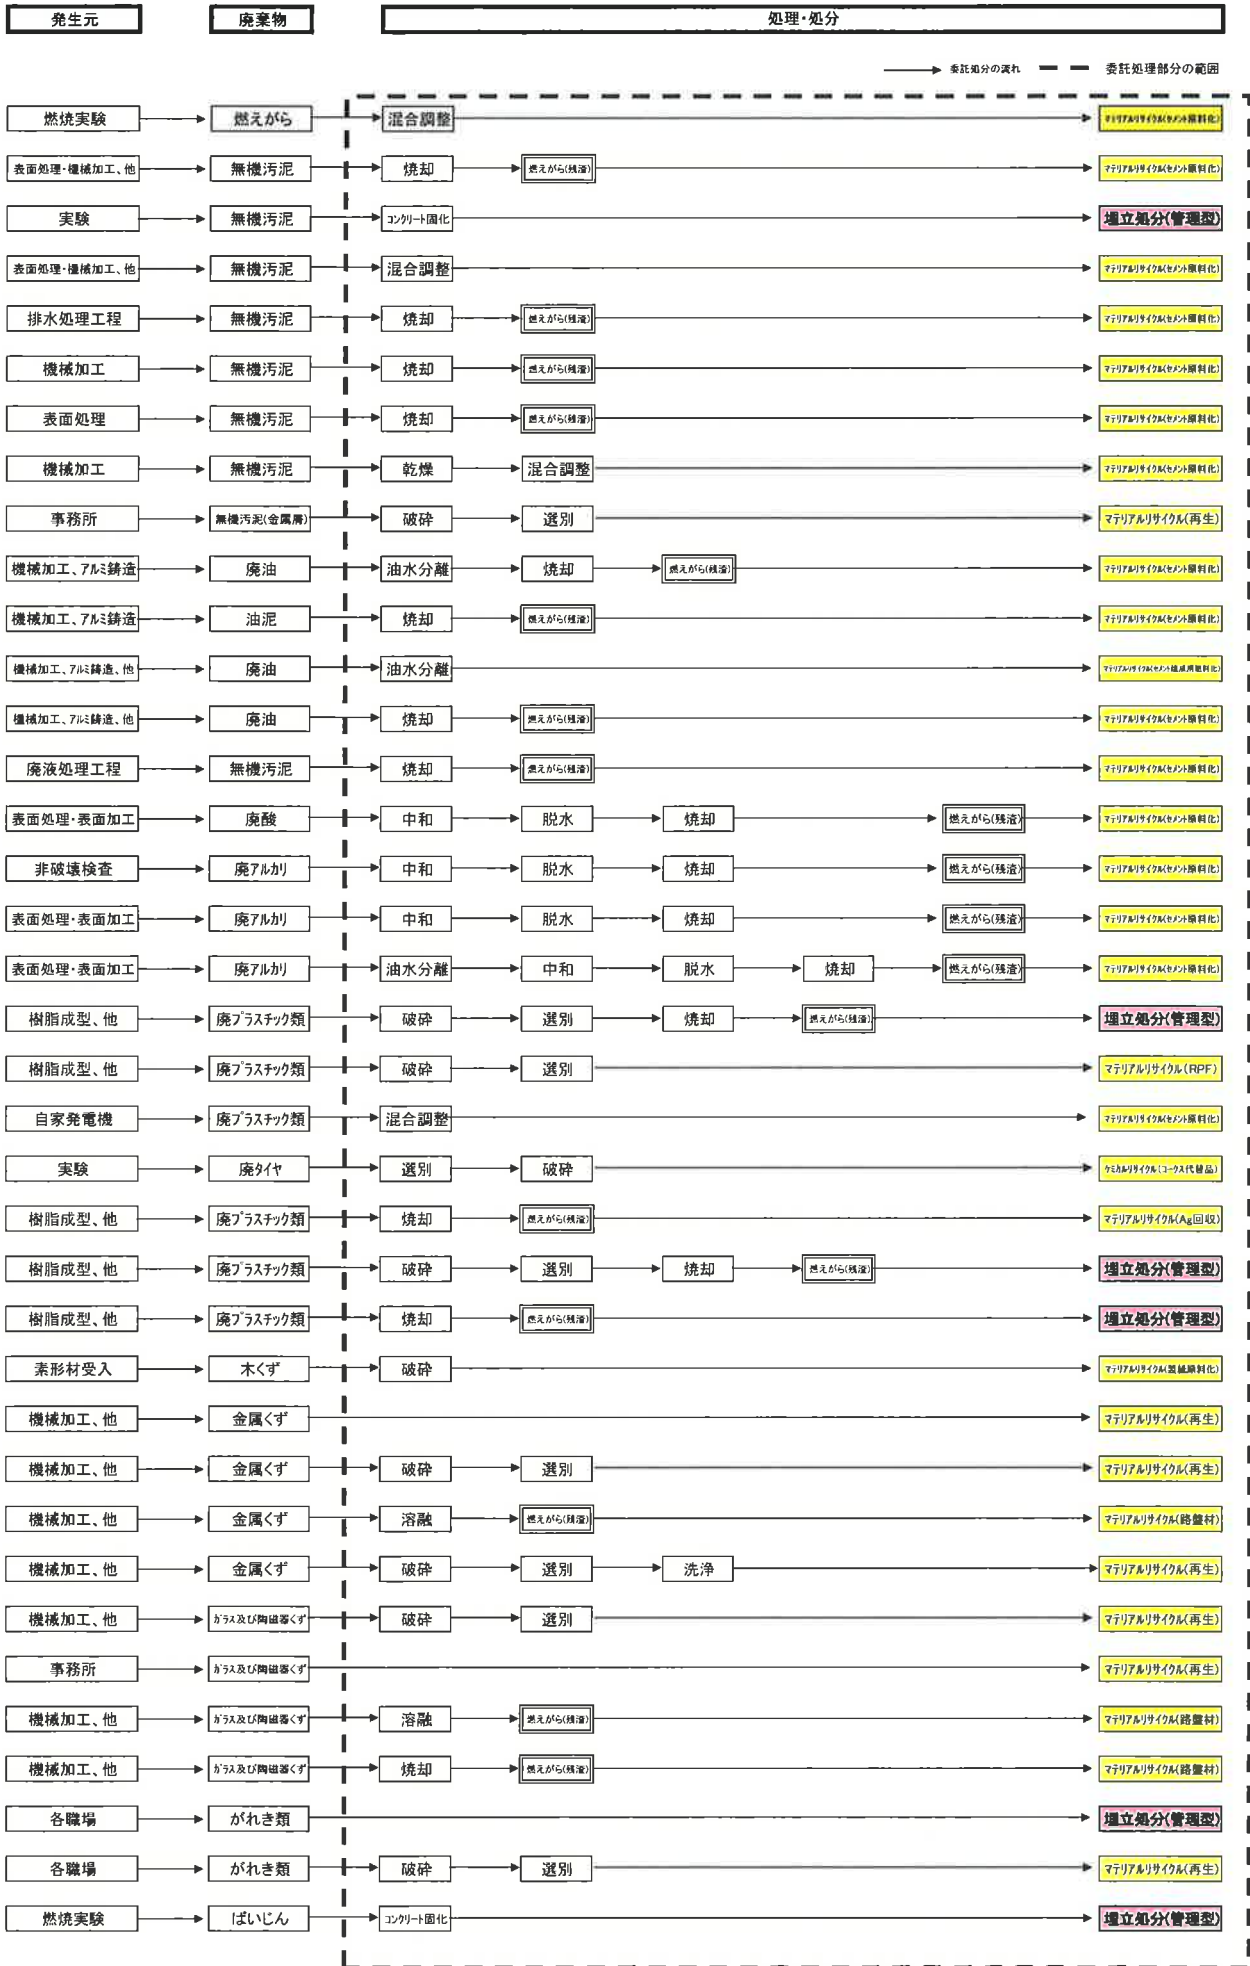 発生元 廃棄物 処理・処分
委託処分の流れ 委託処理部分の範囲
燃焼実験 燃えがら 混合調整 マテリアルリサイクル(セメント原料化)
表面処理・機械加工、他 無機汚泥 焼却 燃えがら(残渣) マテリアルリサイクル(セメント原料化)
実験 無機汚泥 コンクリート固化 埋立処分(管理型)
表面処理・機械加工、他 無機汚泥 混合調整 マテリアルリサイクル(セメント原料化)
排水処理工程 無機汚泥 焼却 燃えがら(残渣) マテリアルリサイクル(セメント原料化)
機械加工 無機汚泥 焼却 燃えがら(残渣) マテリアルリサイクル(セメント原料化)
表面処理 無機汚泥 焼却 燃えがら(残渣) マテリアルリサイクル(セメント原料化)
機械加工 無機汚泥 乾燥 混合調整 マテリアルリサイクル(セメント原料化)
事務所 無機汚泥(金属屑) 破砕 選別 マテリアルリサイクル(再生)
機械加工、アルミ鋳造 廃油 油水分離 焼却 燃えがら(残渣) マテリアルリサイクル(セメント原料化)
機械加工、アルミ鋳造 油泥 焼却 燃えがら(残渣) マテリアルリサイクル(セメント原料化)
機械加工、アルミ鋳造、他 廃油 油水分離 マテリアルリサイクル(セメント焼成用燃料化)
機械加工、アルミ鋳造、他 廃油 焼却 燃えがら(残渣) マテリアルリサイクル(セメント原料化)
廃液処理工程 無機汚泥 焼却 燃えがら(残渣) マテリアルリサイクル(セメント原料化)
表面処理・表面加工 廃酸 中和 脱水 焼却 燃えがら(残渣) マテリアルリサイクル(セメント原料化)
非破壊検査 廃アルカリ 中和 脱水 焼却 燃えがら(残渣) マテリアルリサイクル(セメント原料化)
表面処理・表面加工 廃アルカリ 中和 脱水 焼却 燃えがら(残渣) マテリアルリサイクル(セメント原料化)
表面処理・表面加工 廃アルカリ 油水分離 中和 脱水 焼却 燃えがら(残渣) マテリアルリサイクル(セメント原料化)
樹脂成型、他 廃プラスチック類 破砕 選別 焼却 燃えがら(残渣) 埋立処分(管理型)
樹脂成型、他 廃プラスチック類 破砕 選別 マテリアルリサイクル(RPF)
自家発電機 廃プラスチック類 混合調整 マテリアルリサイクル(セメント原料化)
実験 廃タイヤ 選別 破砕 ケミカルリサイクル(コークス代替品)
樹脂成型、他 廃プラスチック類 焼却 燃えがら(残渣) マテリアルリサイクル(Ag回収)
樹脂成型、他 廃プラスチック類 破砕 選別 焼却 燃えがら(残渣) 埋立処分(管理型)
樹脂成型、他 廃プラスチック類 焼却 燃えがら(残渣) 埋立処分(管理型)
素形材受入 木くず 破砕 マテリアルリサイクル(製紙原料化)
機械加工、他 金属くず マテリアルリサイクル(再生)
機械加工、他 金属くず 破砕 選別 マテリアルリサイクル(再生)
機械加工、他 金属くず 溶融 燃えがら(残渣) マテリアルリサイクル(路盤材)
機械加工、他 金属くず 破砕 選別 洗浄 マテリアルリサイクル(再生)
機械加工、他 ガラス及び陶磁器くず 破砕 選別 マテリアルリサイクル(再生)
事務所 ガラス及び陶磁器くず マテリアルリサイクル(再生)
機械加工、他 ガラス及び陶磁器くず 溶融 燃えがら(残渣) マテリアルリサイクル(路盤材)
機械加工、他 ガラス及び陶磁器くず 焼却 燃えがら(残渣) マテリアルリサイクル(路盤材)
各職場 がれき類 埋立処分(管理型)
各職場 がれき類 破砕 選別 マテリアルリサイクル(再生)
燃焼実験 ばいじん コンクリート固化 埋立処分(管理型)